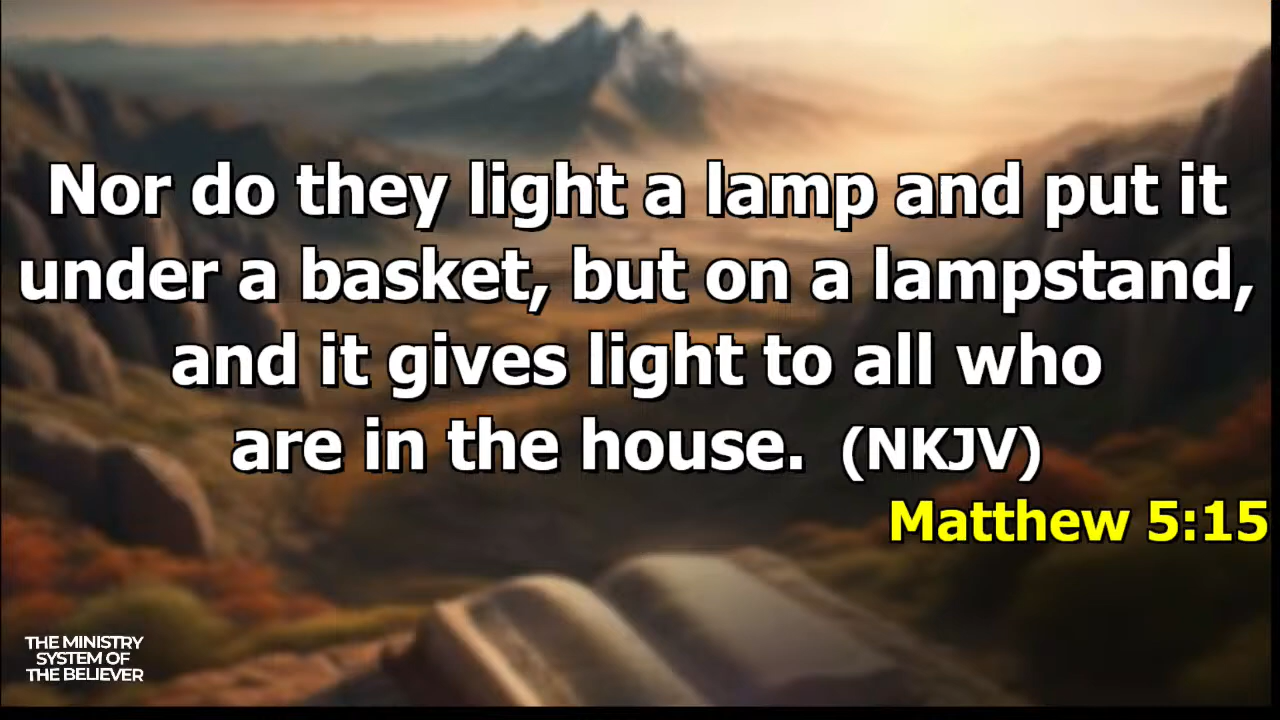 Nor do they light a lamp and put it
under a basket, but on a lampstand,
and it gives light to all who
are in the house. (NKJV)
Matthew 5:15
THE MINISTRY
SYSTEM OF
THE BELIEVER